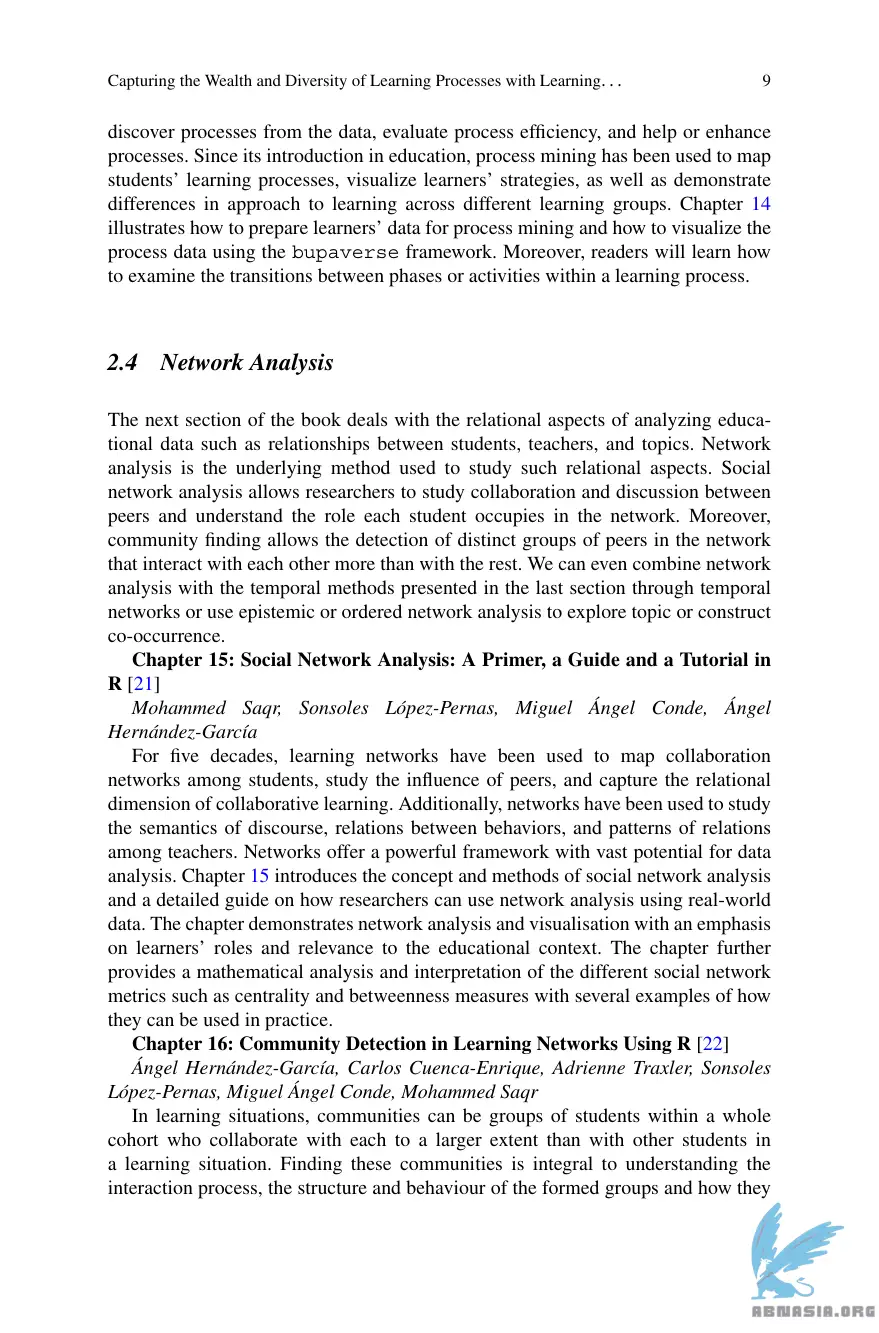 Capturing the Wealth and Diversity of Learning Processes with Learning. . . 9
discover processes from the data, evaluate process efficiency, and help or enhance
processes. Since its introduction in education, process mining has been used to map
students’ learning processes, visualize learners’ strategies, as well as demonstrate
differences in approach to learning across different learning groups. Chapter 14
illustrates how to prepare learners’ data for process mining and how to visualize the
process data using the bupaverse framework. Moreover, readers will learn how
to examine the transitions between phases or activities within a learning process.
2.4 Network Analysis
The next section of the book deals with the relational aspects of analyzing educa-
tional data such as relationships between students, teachers, and topics. Network
analysis is the underlying method used to study such relational aspects. Social
network analysis allows researchers to study collaboration and discussion between
peers and understand the role each student occupies in the network. Moreover,
community finding allows the detection of distinct groups of peers in the network
that interact with each other more than with the rest. We can even combine network
analysis with the temporal methods presented in the last section through temporal
networks or use epistemic or ordered network analysis to explore topic or construct
co-occurrence.
Chapter 15: Social Network Analysis: A Primer, a Guide and a Tutorial in
R [21]
Mohammed Saqr, Sonsoles López-Pernas, Miguel Ángel Conde, Ángel
Hernández-García
For five decades, learning networks have been used to map collaboration
networks among students, study the influence of peers, and capture the relational
dimension of collaborative learning. Additionally, networks have been used to study
the semantics of discourse, relations between behaviors, and patterns of relations
among teachers. Networks offer a powerful framework with vast potential for data
analysis. Chapter 15 introduces the concept and methods of social network analysis
and a detailed guide on how researchers can use network analysis using real-world
data. The chapter demonstrates network analysis and visualisation with an emphasis
on learners’ roles and relevance to the educational context. The chapter further
provides a mathematical analysis and interpretation of the different social network
metrics such as centrality and betweenness measures with several examples of how
they can be used in practice.
Chapter 16: Community Detection in Learning Networks Using R [22]
Ángel Hernández-García, Carlos Cuenca-Enrique, Adrienne Traxler, Sonsoles
López-Pernas, Miguel Ángel Conde, Mohammed Saqr
In learning situations, communities can be groups of students within a whole
cohort who collaborate with each to a larger extent than with other students in
a learning situation. Finding these communities is integral to understanding the
interaction process, the structure and behaviour of the formed groups and how they
ABNASIA.ORG